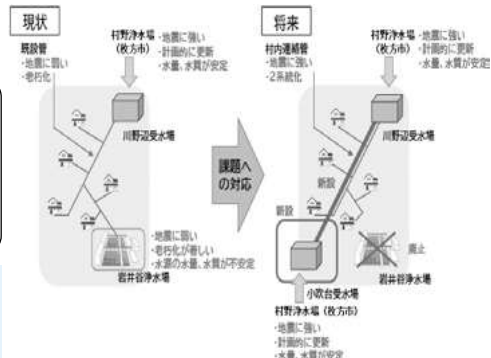 現状
既設管
・地震に弱い
・老朽化
村野浄水場
(枚方市)
・地震に強い
・計画的に更新
・水量、水質が安定
川野辺受水場
・地震に弱い
・老朽化が著しい
・水源の水量、水質が不安定
岩井谷浄水場
課題へ
の対応
将来
村内連絡管
・地震に強い
・2系統化
村野浄水場
(枚方市)
・地震に強い
・計画的に更新
・水量、水質が安定
川野辺受水場
新設
新設
廃止
岩井谷浄水場
小吹台受水場
村野浄水場(枚方市)
・地震に強い
・計画的に更新
・水量、水質が安定